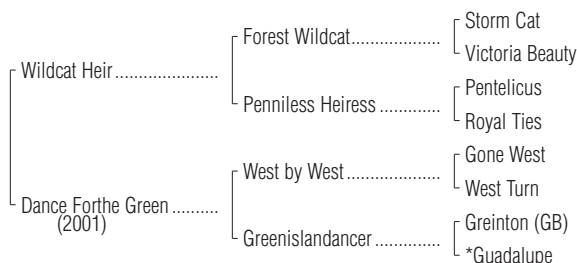 Storm Cat
Forest Wildcat...................
Victoria Beauty
Wildcat Heir ......................
Pentelicus
Penniless Heiress .............
Royal Ties
Gone West
West by West....................
West Turn
Dance Forthe Green ..........
(2001)
Greinton (GB)
Greenislandancer..............
*Guadalupe